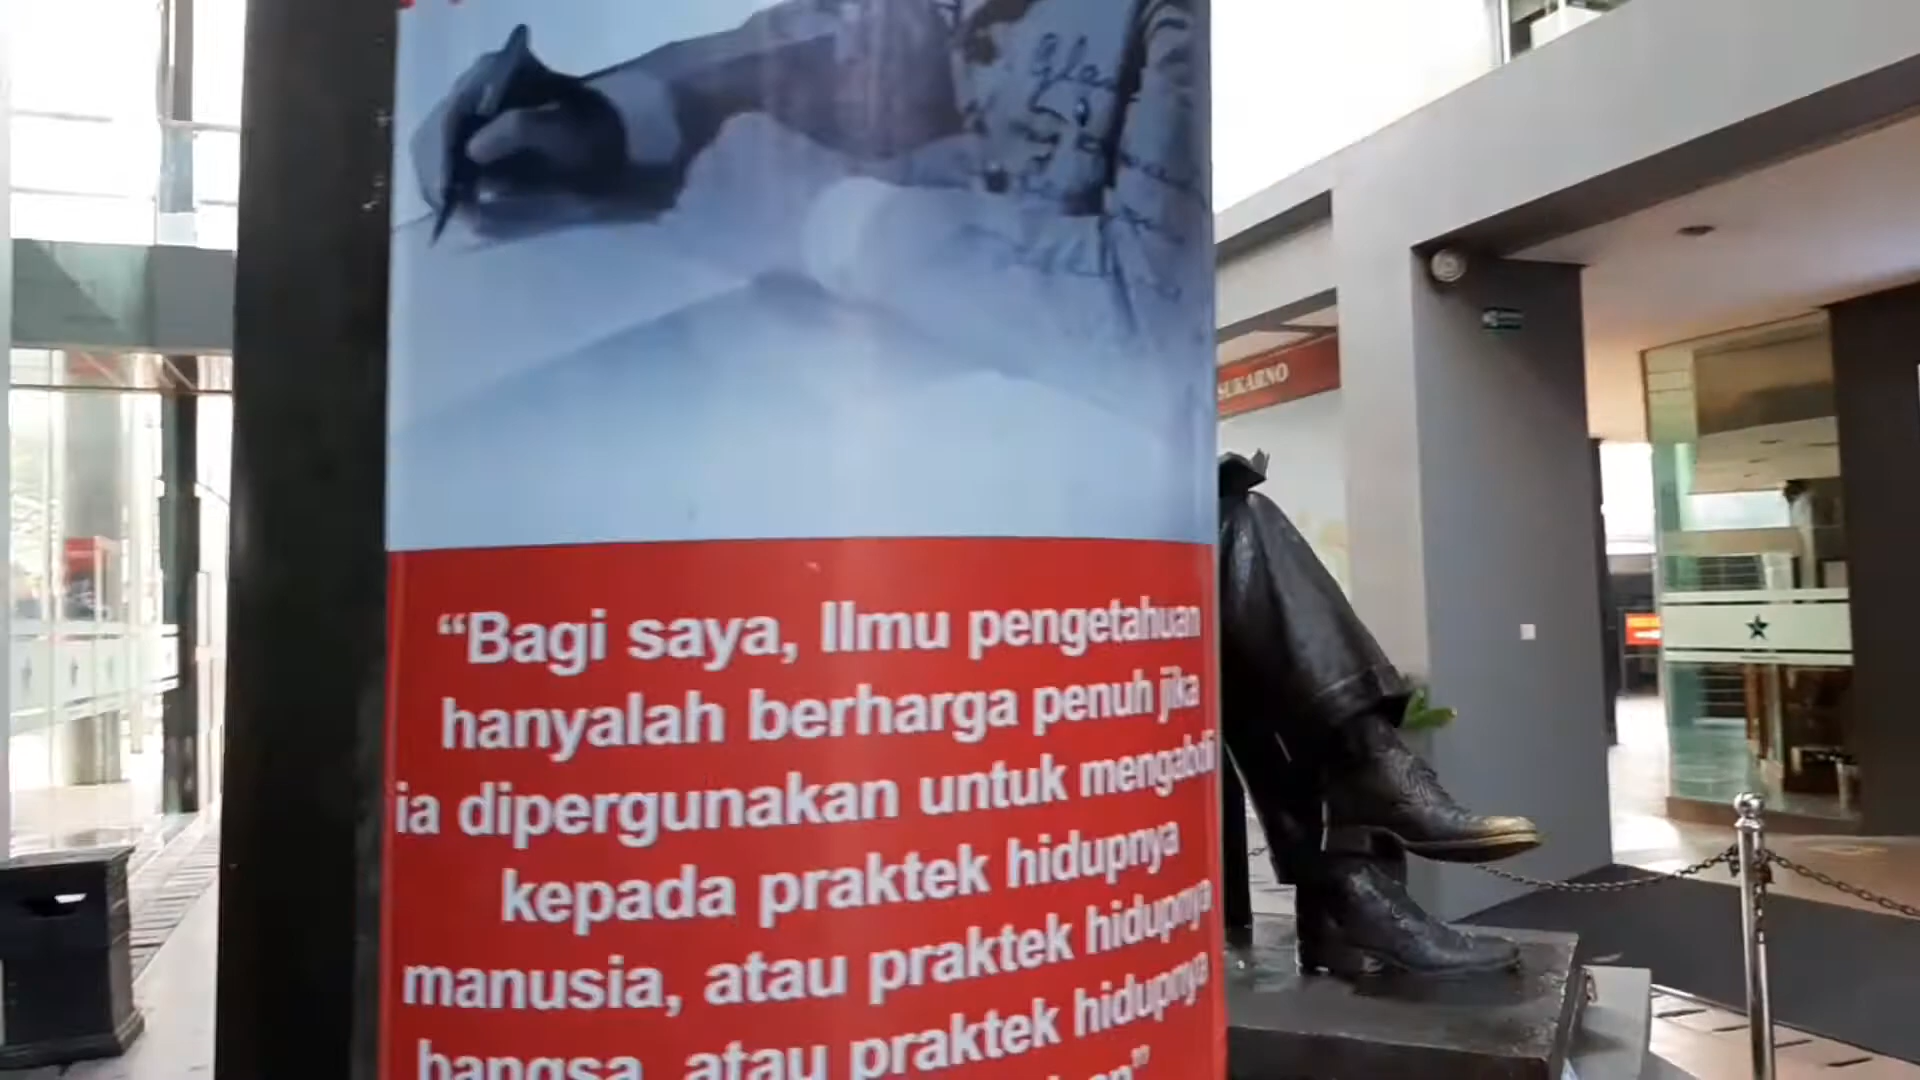 “Bagi saya, Ilmu pengetahuan
hanyalah berharga penuh jika
ia dipergunakan untuk mengabdi
kepada praktek hidupnya
manusia, atau praktek hidupnya
bangsa, atau praktek hidupnya
SUKARNO